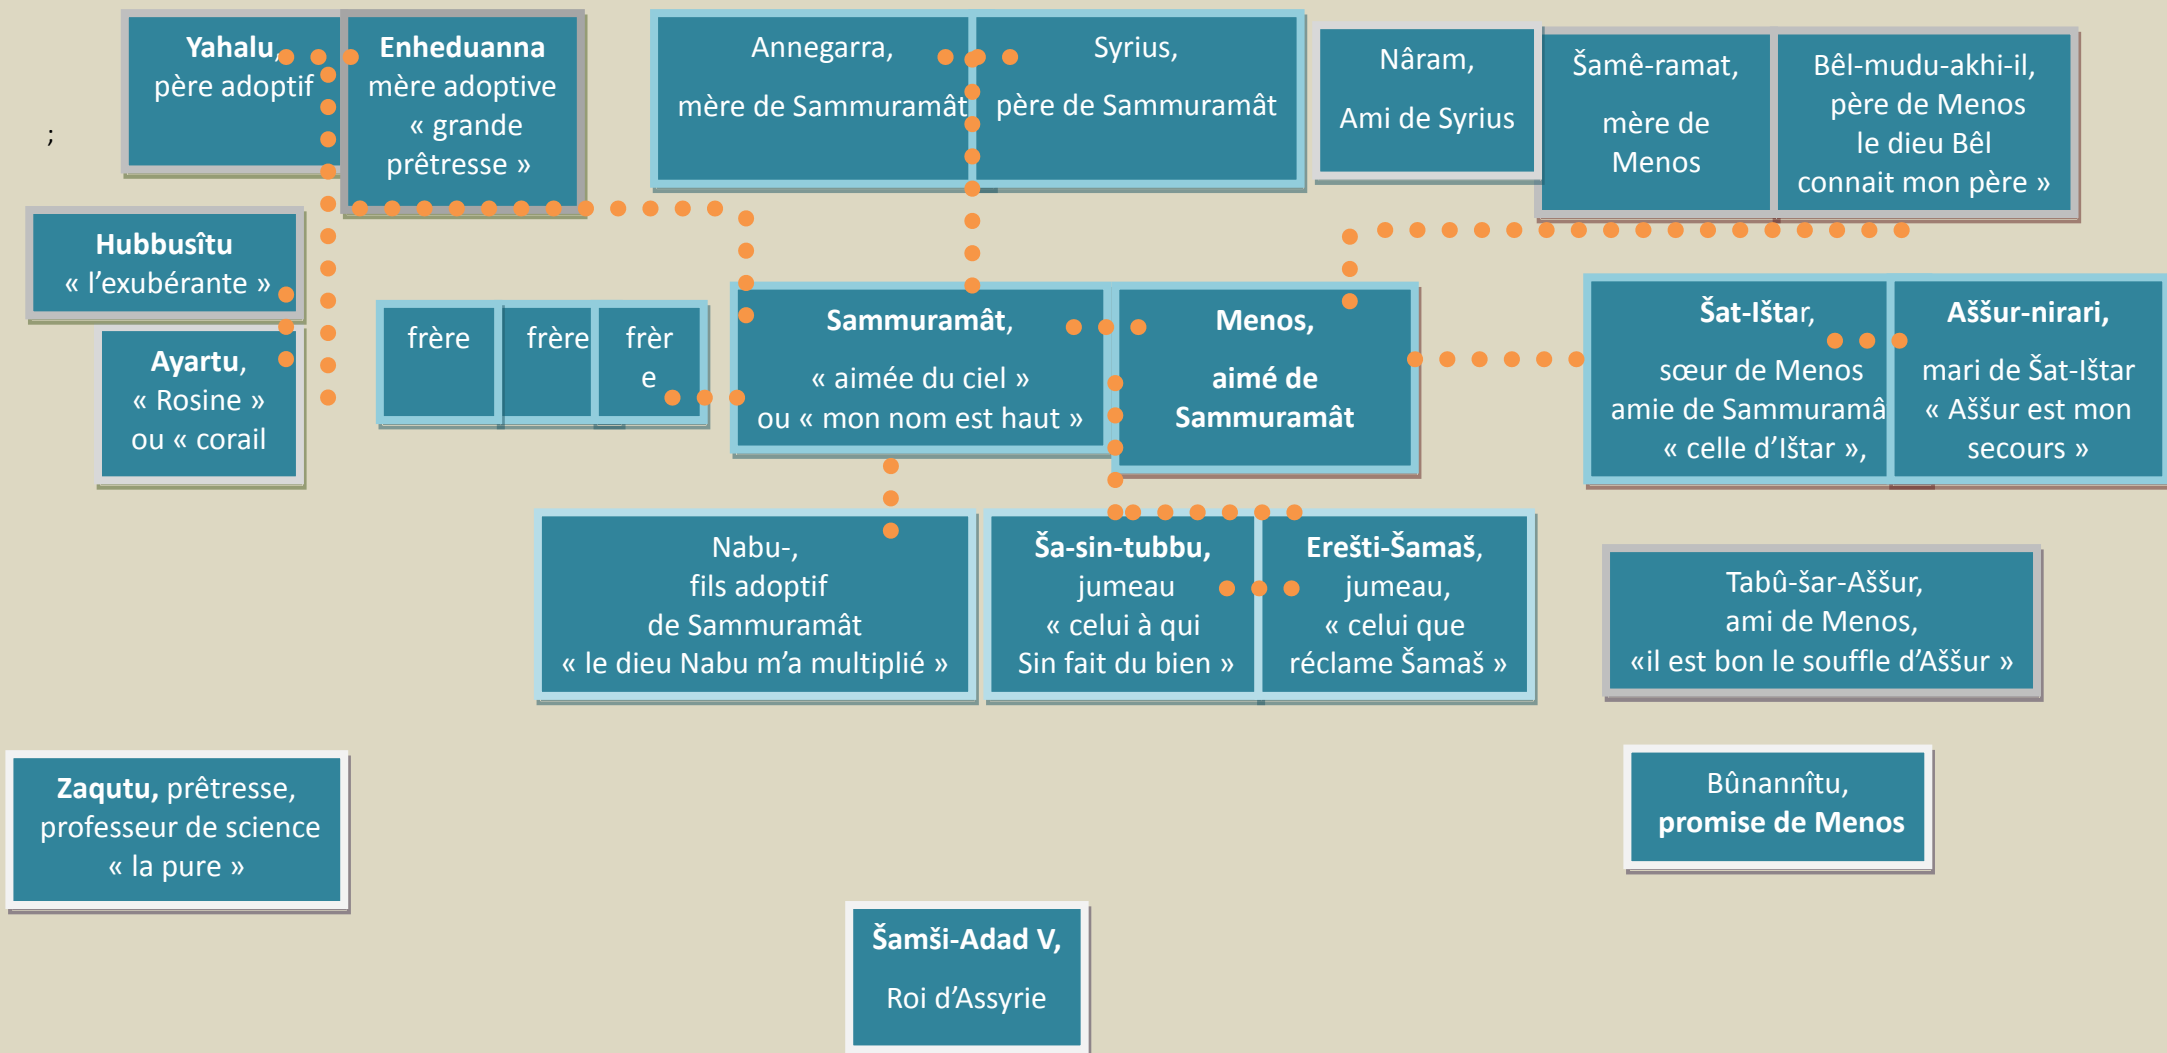 Yahalu,
père adoptif
Enheduanna
mère adoptive
« grande
prêtresse »
Annegarra,
mère de Sammuramât
Syrius,
père de Sammuramât
Nâram,
Ami de Syrius
Šamê-ramat,
mère de
Menos
Bêl-mudu-akhi-il,
père de Menos
le dieu Bêl
connait mon père »
;
Hubbusîtu
« l’exubérante »
Ayartu,
« Rosine »
ou « corail
frère
frère
frèr
e
Sammuramât,
« aimée du ciel »
ou « mon nom est haut »
Menos,
aimé de
Sammuramât
Šat-Ištar,
sœur de Menos
amie de Sammuramâ
« celle d’Ištar »,
Aššur-nirari,
mari de Šat-Ištar
« Aššur est mon
secours »
Nabu-,
fils adoptif
de Sammuramât
« le dieu Nabu m’a multiplié »
Ša-sin-tubbu,
jumeau
« celui à qui
Sin fait du bien »
Erešti-Šamaš,
jumeau,
« celui que
réclame Šamaš »
Tabû-šar-Aššur,
ami de Menos,
«il est bon le souffle d’Aššur »
Zaqutu, prêtresse,
professeur de science
« la pure »
Bûnannîtu,
promise de Menos
Šamši-Adad V,
Roi d’Assyrie